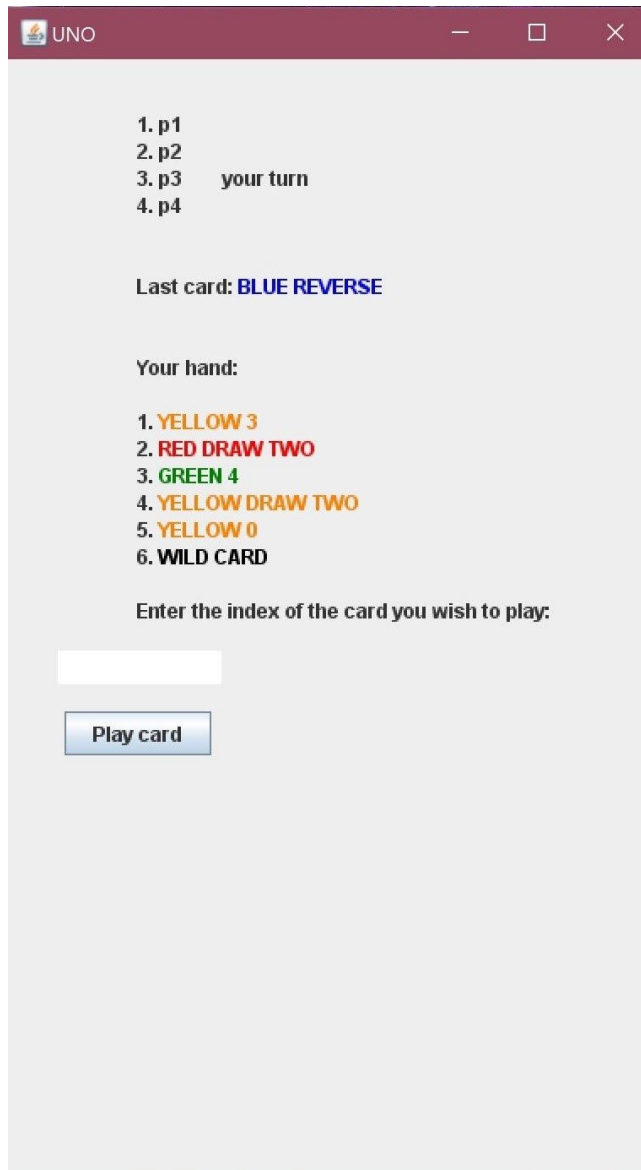 UNO
1. p1
2. p2
3. p3 your turn
4. p4
Last card: BLUE REVERSE
Your hand:
1. YELLOW 3
2. RED DRAW TWO
3. GREEN 4
4. YELLOW DRAW TWO
5. YELLOW 0
6. WILD CARD
Enter the index of the card you wish to play:
Play card